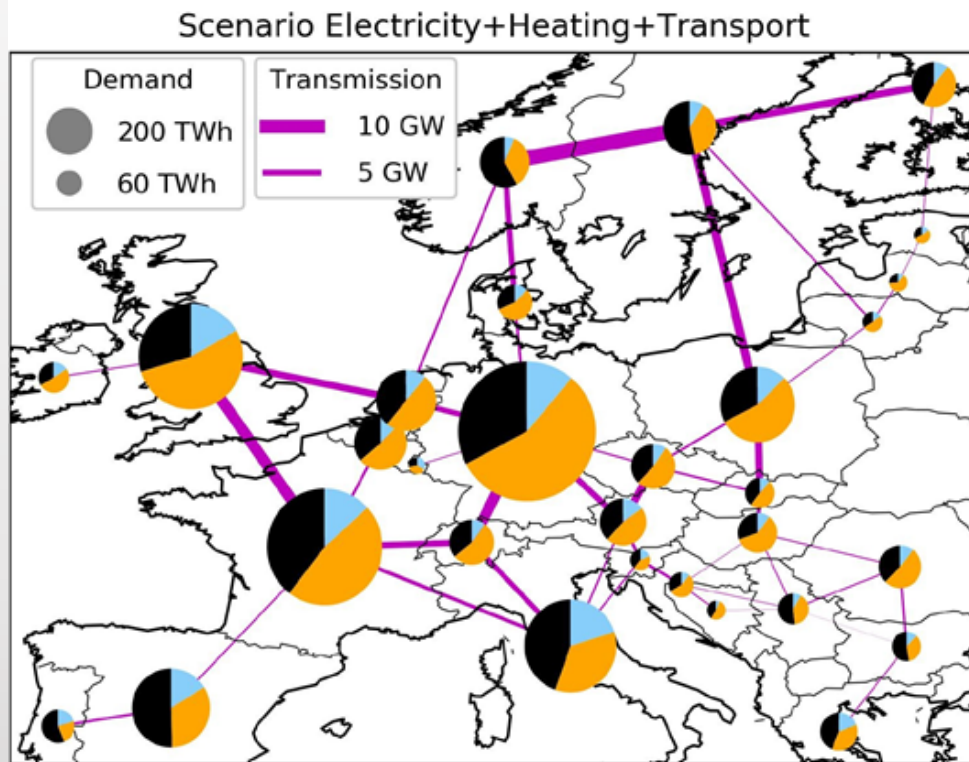 Scenario Electricity+Heating+Transport
Demand
200 TWh
60 TWh
Transmission
10 GW
5 GW